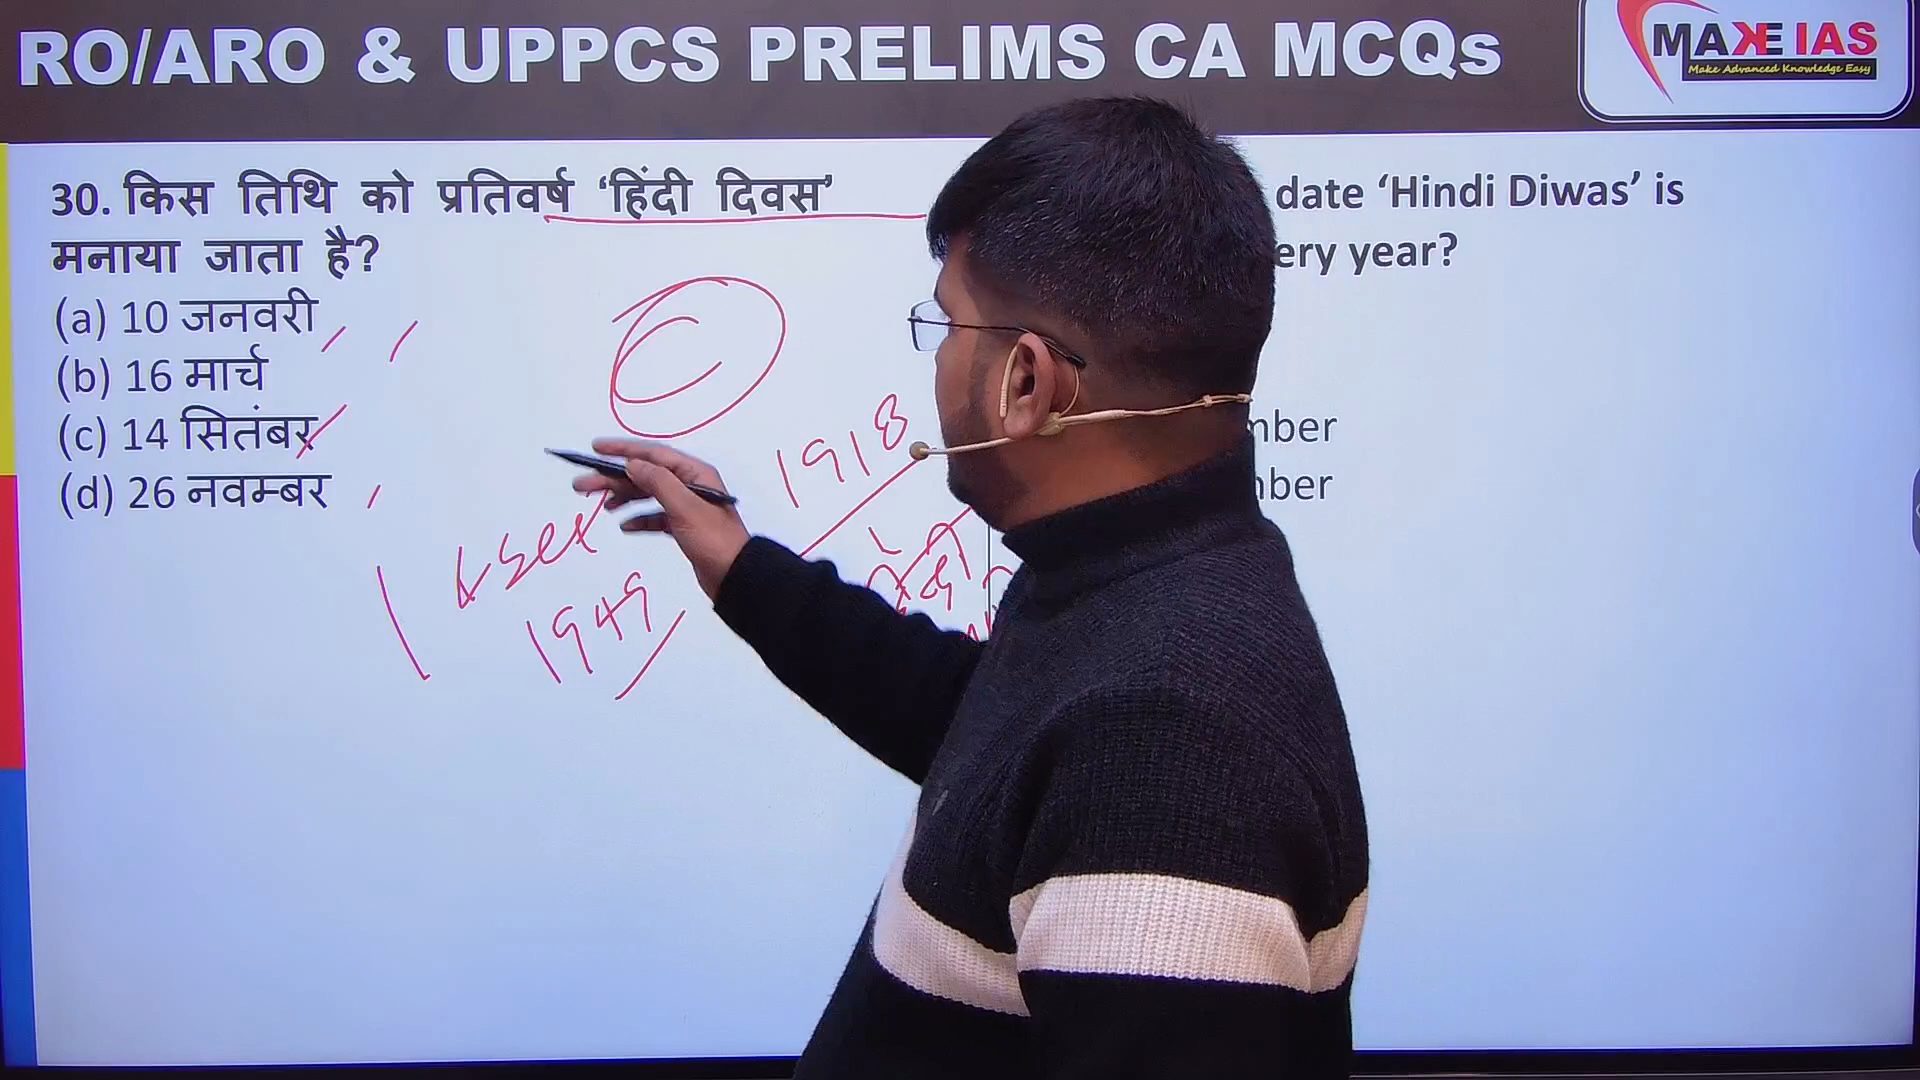 RO/ARO & UPPCS PRELIMS CA MCQs
MAKE IAS
Make Advanced Knowledge Easy
30. किस तिथि को प्रतिवर्ष ‘हिंदी दिवस’
मनाया जाता है?
(a) 10 जनवरी
(b) 16 मार्च
(c) 14 सितंबर
(d) 26 नवम्बर
date ‘Hindi Diwas’ is
ery year?
mber
mber
C
1918
हिंदी
1949